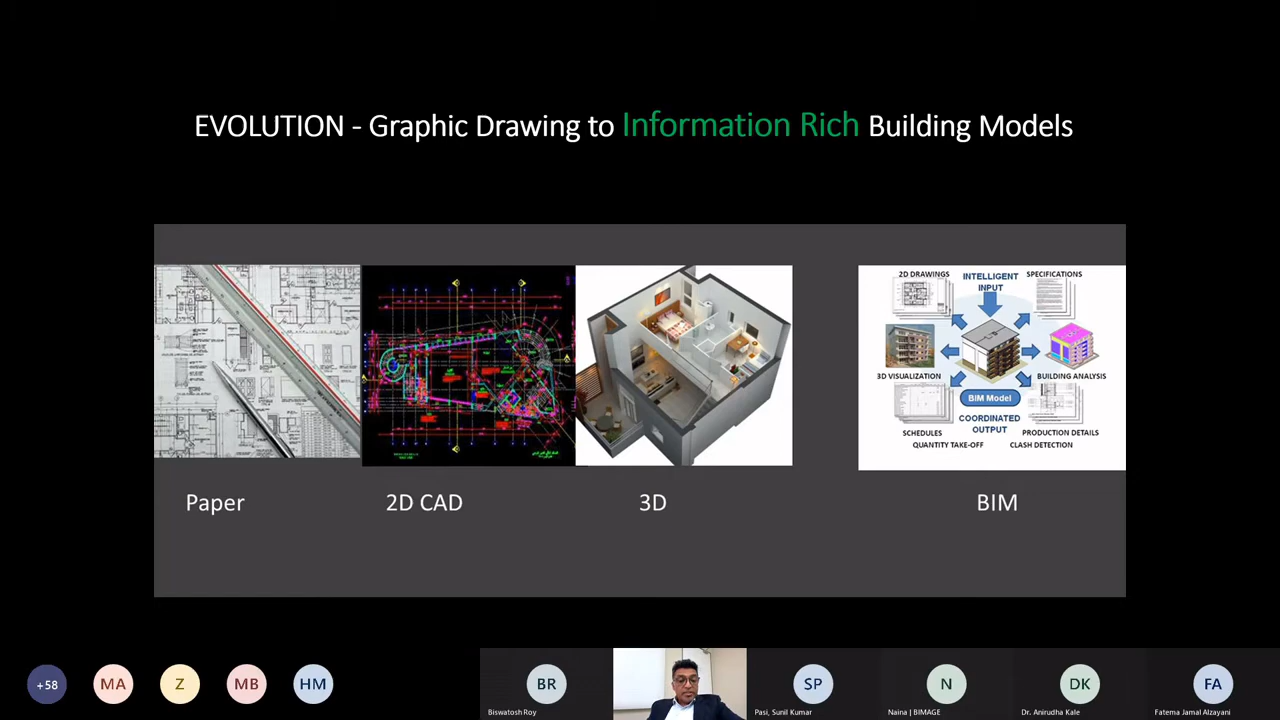 EVOLUTION - Graphic Drawing to Information Rich Building Models
2D DRAWINGS
INTELLIGENT
INPUT
SPECIFICATIONS
3D VISUALIZATION
BUILDING ANALYSIS
BIM Model
COORDINATED
OUTPUT
SCHEDULES
PRODUCTION DETAILS
QUANTITY TAKE-OFF
CLASH DETECTION
Paper
2D CAD
3D
BIM
+58
MA
Z
MB
HM
BR
SP
N
DK
FA
Biswatosh Roy
Pasi, Sunil Kumar
Naina | BIMAGE
Dr. Anirudha Kale
Fatema Jamal Alzayani